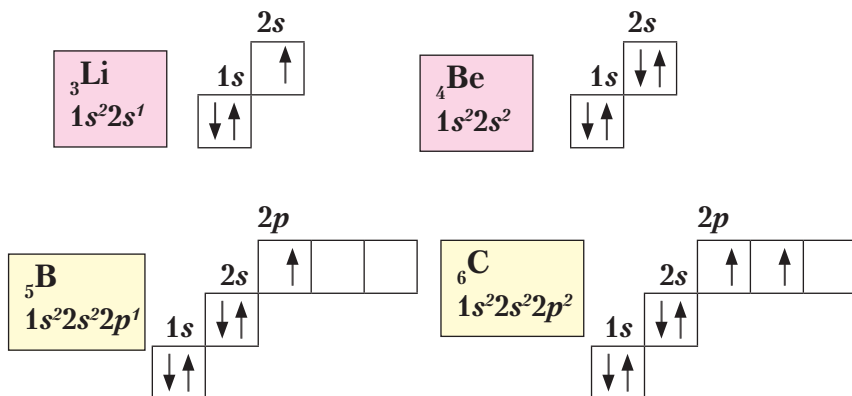 2s
2s
₃Li
1s
₄Be
1s
1s²2s¹
1s²2s²
2p
2p
₅B
2s
₆C
2s
1s²2s²2p¹
1s
1s²2s²2p²
1s